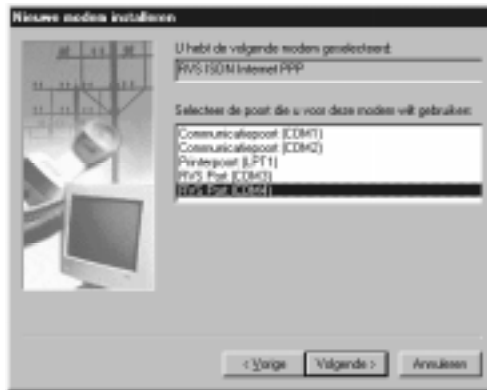 Nieuwe modem installeren
U hebt de volgende modem geselecteerd:
RVS ISDN Internet PPP
Selecteer de poort die u voor deze modem wilt gebruiken:
Communicatiepoort (COM1)
Communicatiepoort (COM2)
Printerpoort (LPT1)
RVS Port (COM3)
RVS Port (COM4)
< Vorige
Volgende >
Annuleren